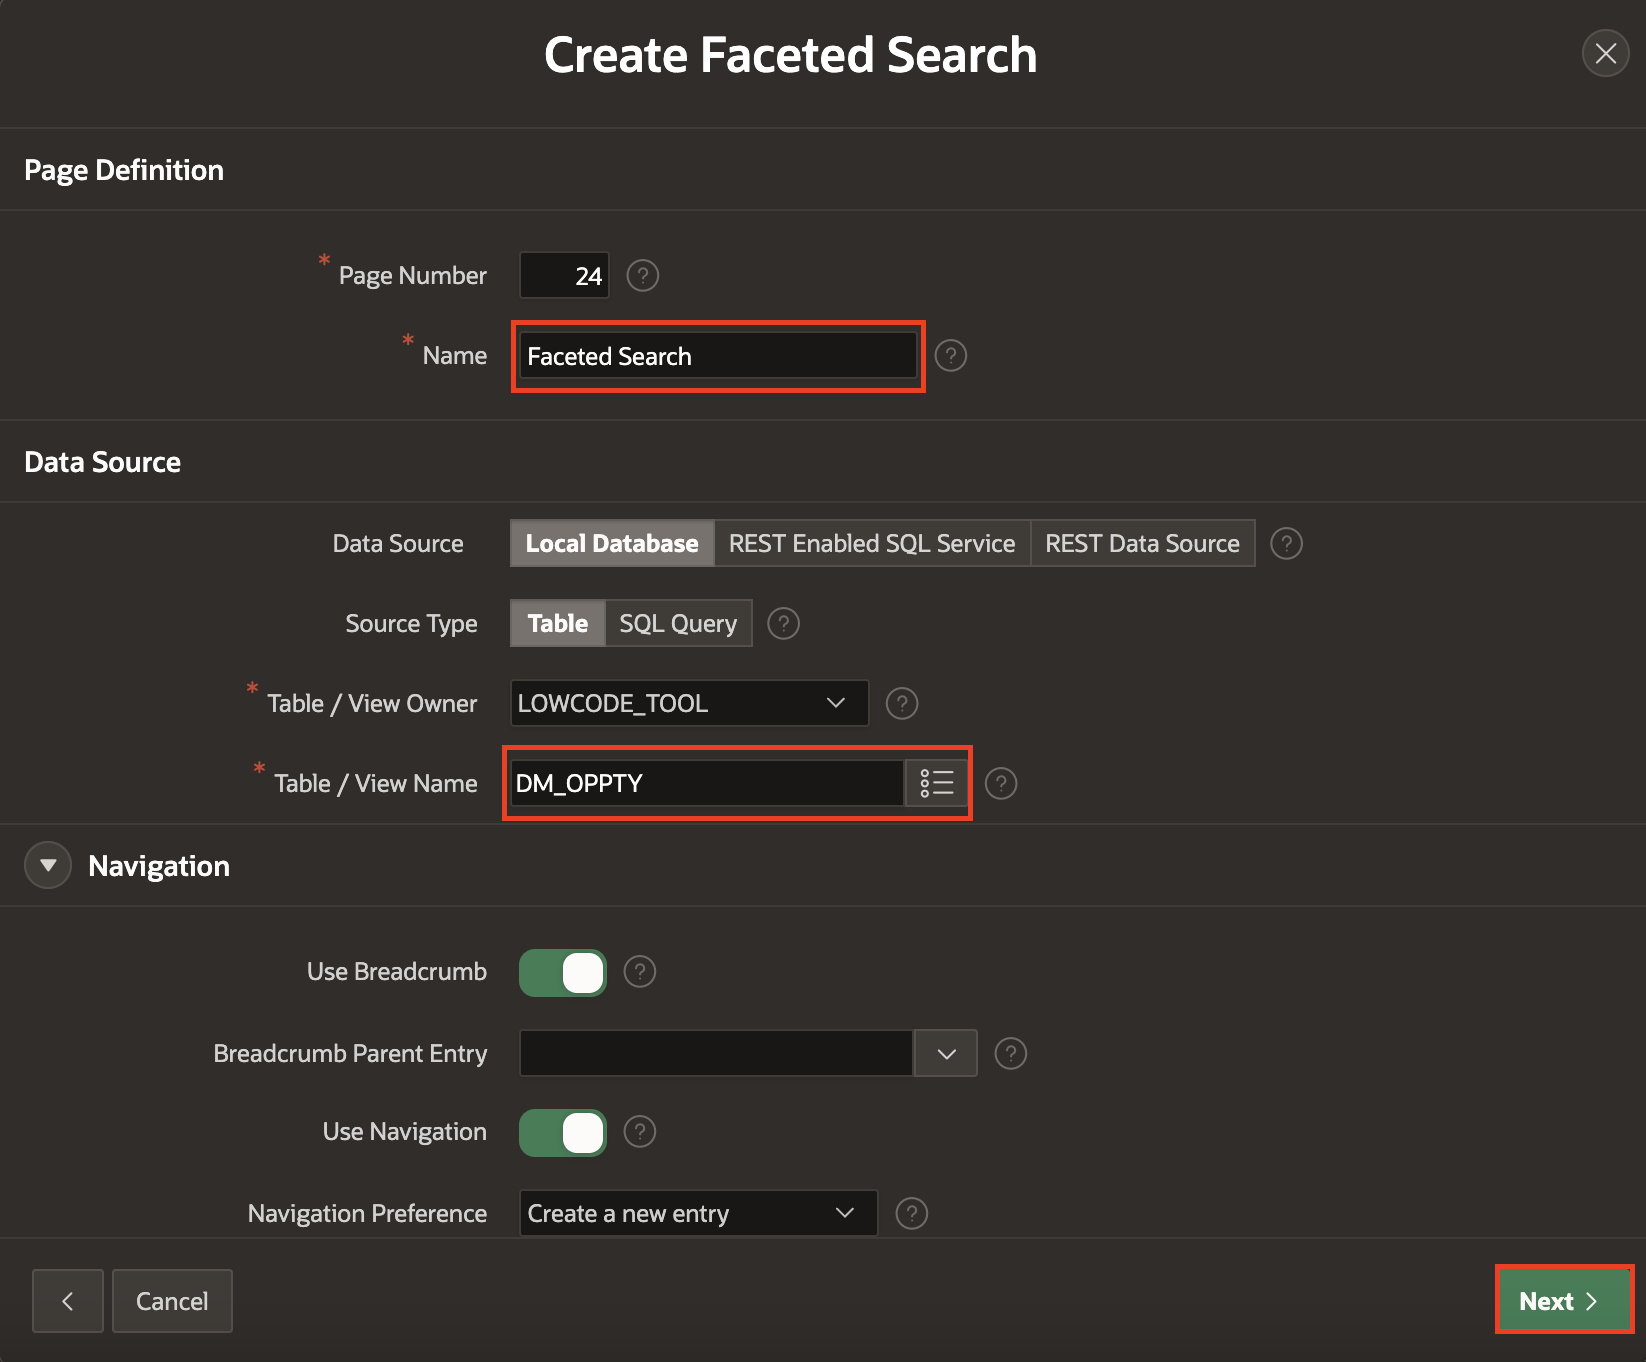 Create Faceted Search
Page Definition
* Page Number 24 ?
* Name Faceted Search ?
Data Source
Data Source Local Database REST Enabled SQL Service REST Data Source ?
Source Type Table SQL Query ?
* Table / View Owner LOWCODE_TOOL ?
* Table / View Name DM_OPPTY ?
Navigation
Use Breadcrumb ?
Breadcrumb Parent Entry ?
Use Navigation ?
Navigation Preference Create a new entry ?
Cancel Next